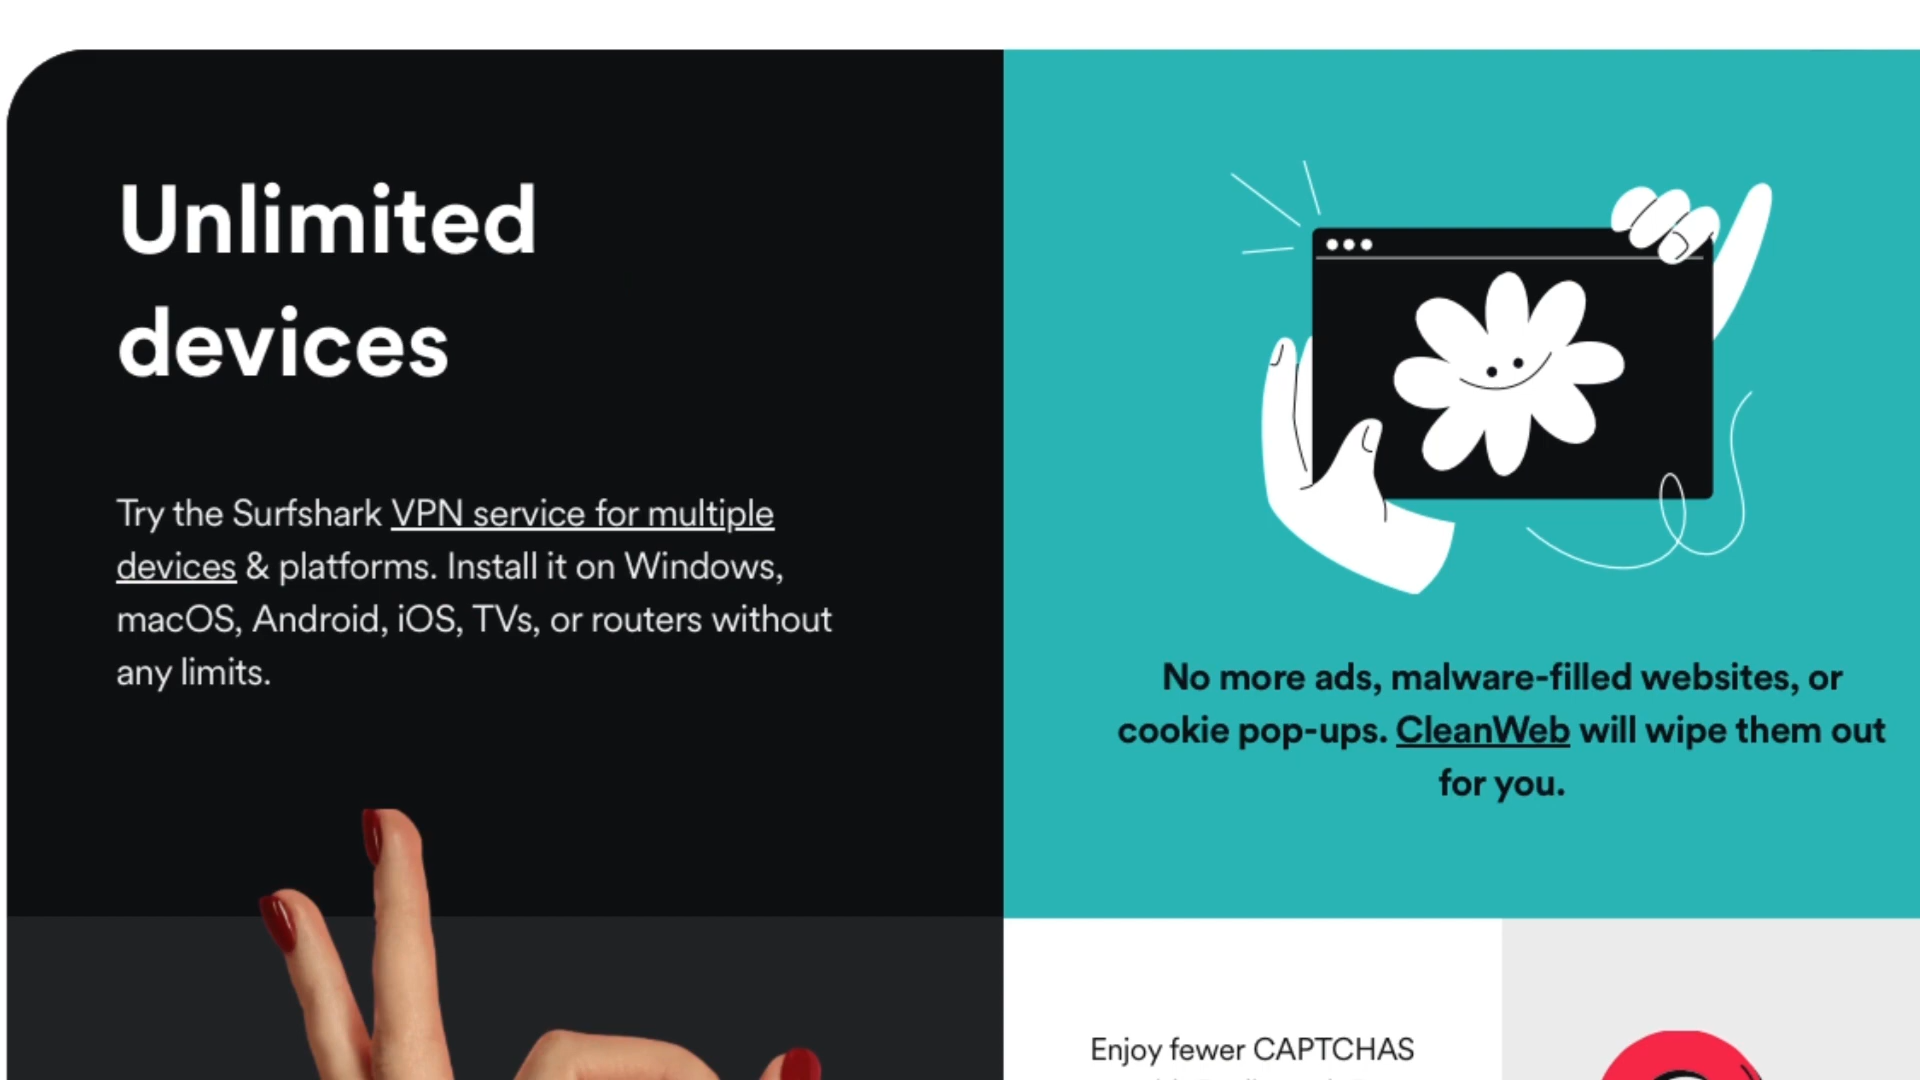 Unlimited
devices
Try the Surfshark VPN service for multiple
devices & platforms. Install it on Windows,
macOS, Android, iOS, TVs, or routers without
any limits.
No more ads, malware-filled websites, or
cookie pop-ups. CleanWeb will wipe them out
for you.
Enjoy fewer CAPTCHAS